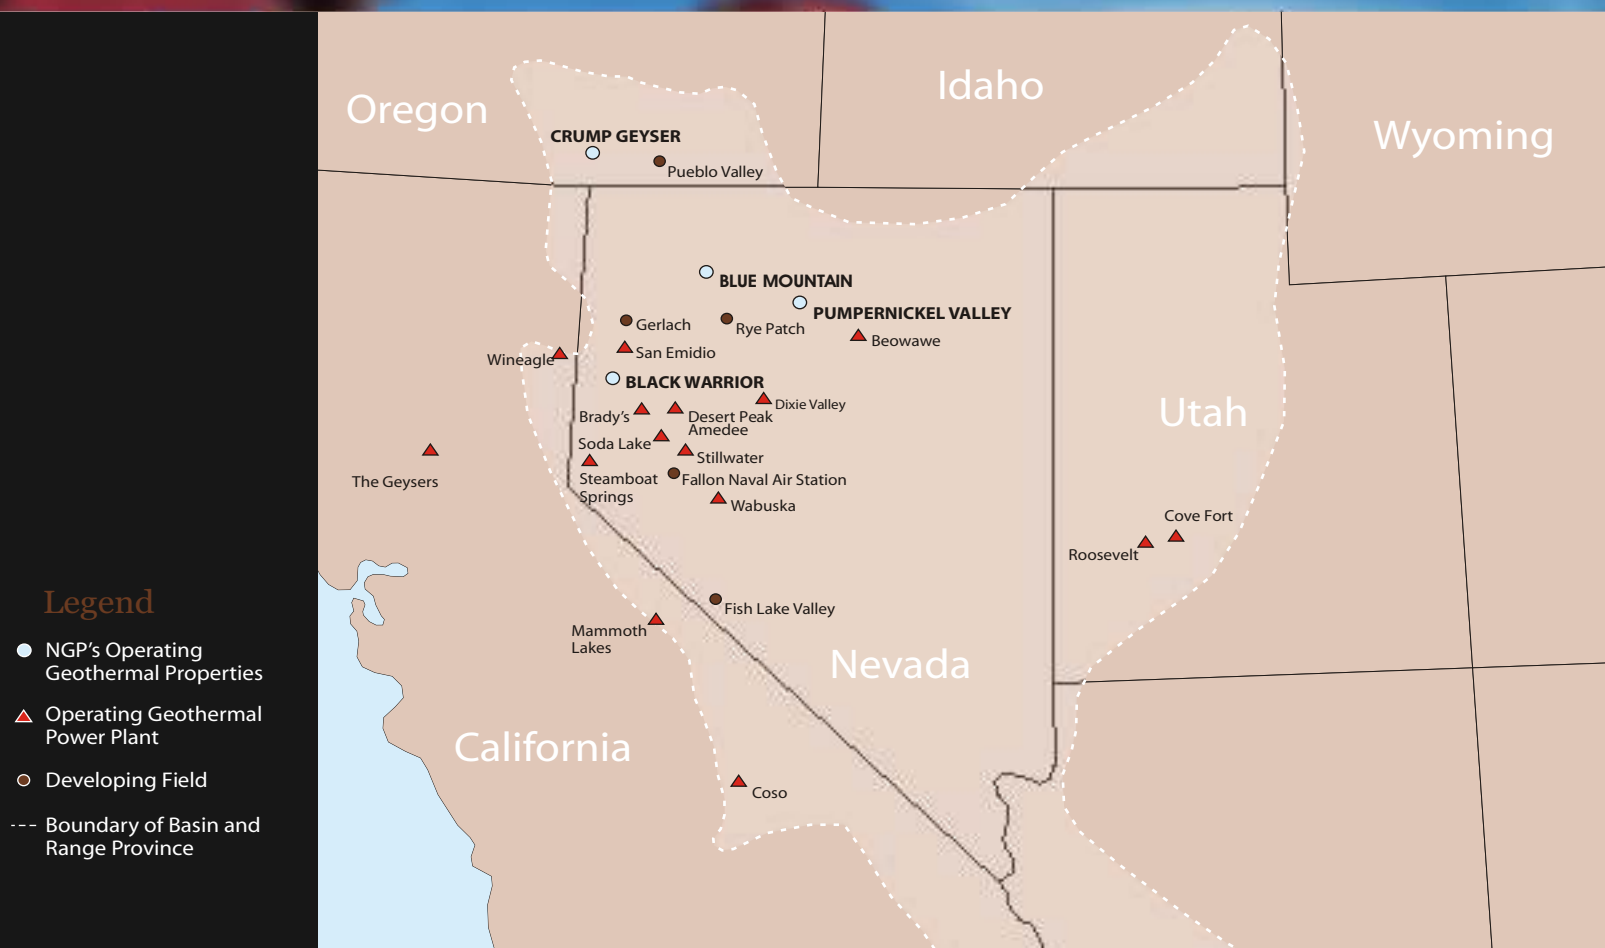 Oregon
Idaho
Wyoming
CRUMP GEYSER
Pueblo Valley
BLUE MOUNTAIN
PUMPERNICKEL VALLEY
Gerlach
Rye Patch
Beowawe
San Emidio
Wineagle
BLACK WARRIOR
Dixie Valley
Brady's
Desert Peak
Amedee
Soda Lake
Stillwater
Steamboat
Springs
Fallon Naval Air Station
Wabuska
The Geysers
Utah
Cove Fort
Roosevelt
Fish Lake Valley
Mammoth
Lakes
Nevada
California
Coso
Legend
NGP's Operating
Geothermal Properties
Operating Geothermal
Power Plant
Developing Field
Boundary of Basin and
Range Province